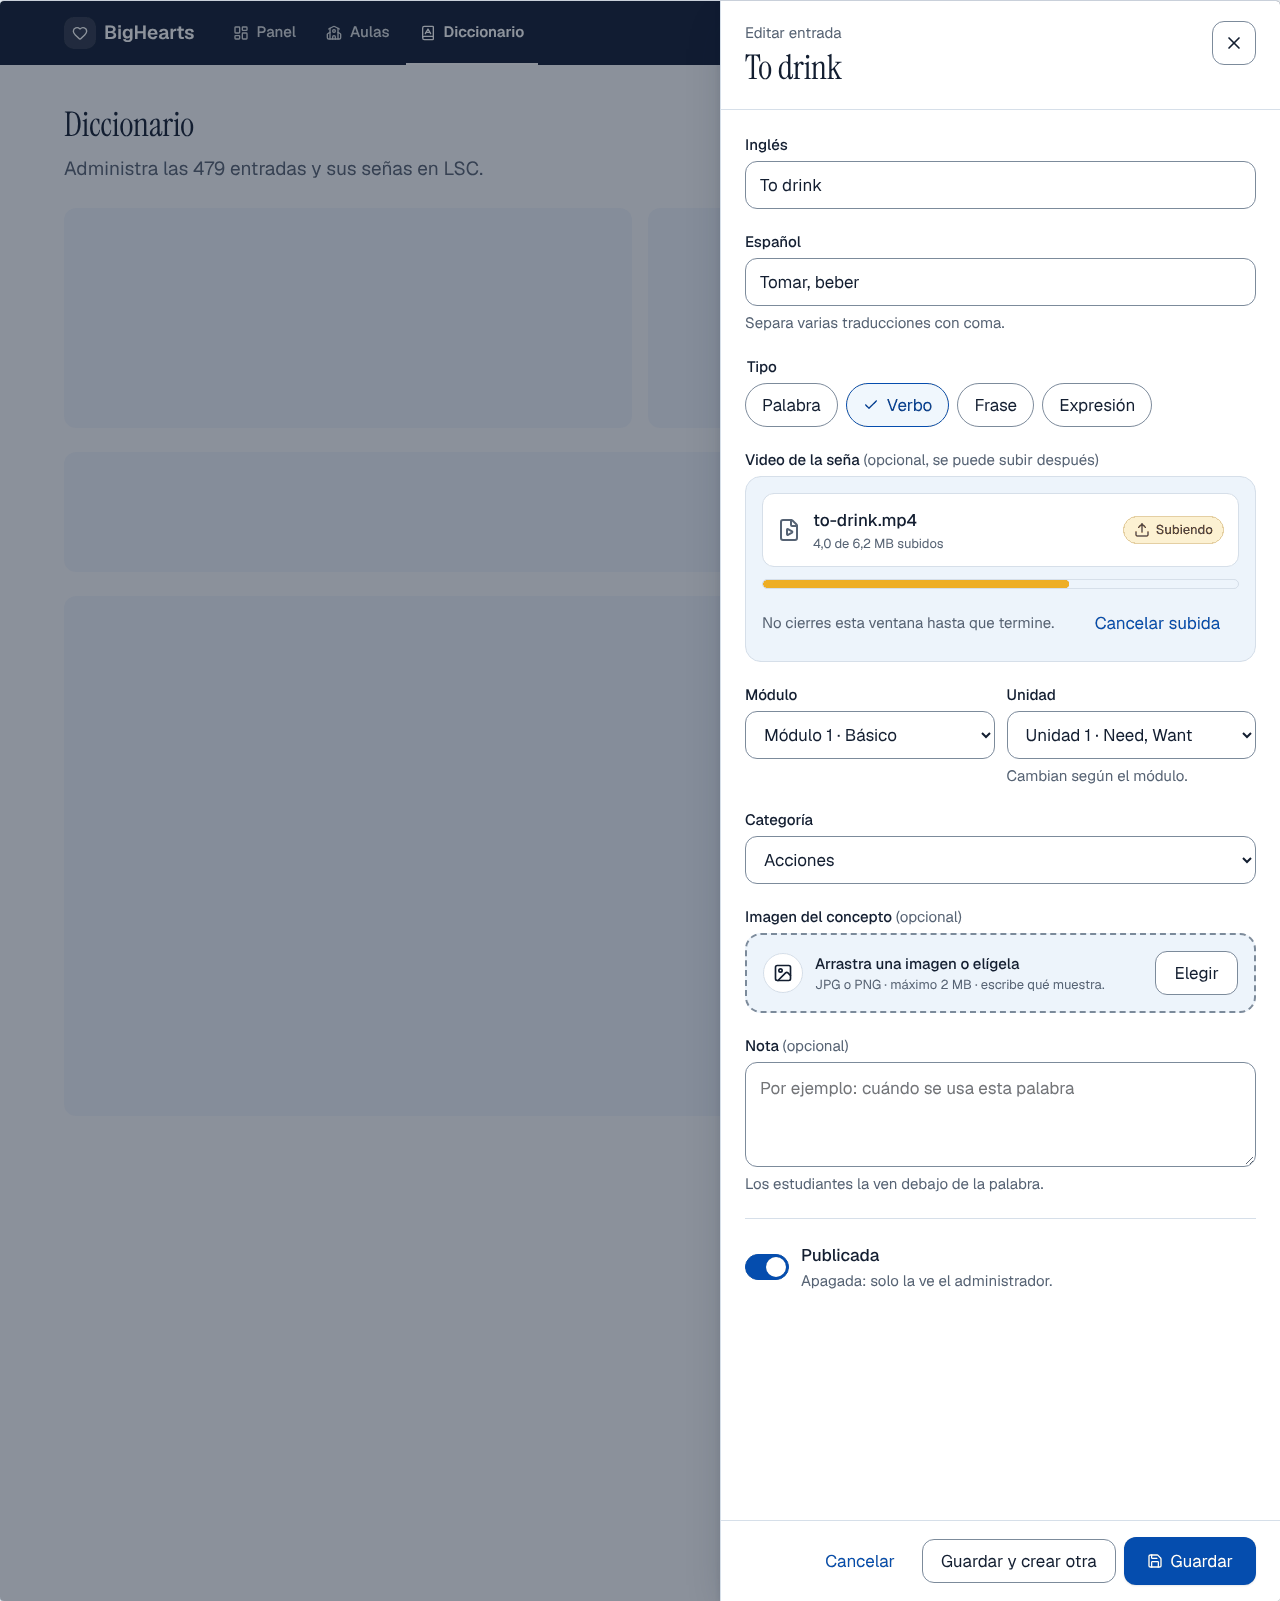 BigHearts
Panel
Aulas
Diccionario
Diccionario
Administra las 479 entradas y sus señas en LSC.
Editar entrada
To drink
Inglés
To drink
Español
Tomar, beber
Separa varias traducciones con coma.
Tipo
Palabra
Verbo
Frase
Expresión
Video de la seña (opcional, se puede subir después)
to-drink.mp4
4,0 de 6,2 MB subidos
Subiendo
No cierres esta ventana hasta que termine.
Cancelar subida
Módulo
Módulo 1 · Básico
Unidad
Unidad 1 · Need, Want
Cambian según el módulo.
Categoría
Acciones
Imagen del concepto (opcional)
Arrastra una imagen o elígela
JPG o PNG · máximo 2 MB · escribe qué muestra.
Elegir
Nota (opcional)
Por ejemplo: cuándo se usa esta palabra
Los estudiantes la ven debajo de la palabra.
Publicada
Apagada: solo la ve el administrador.
Cancelar
Guardar y crear otra
Guardar